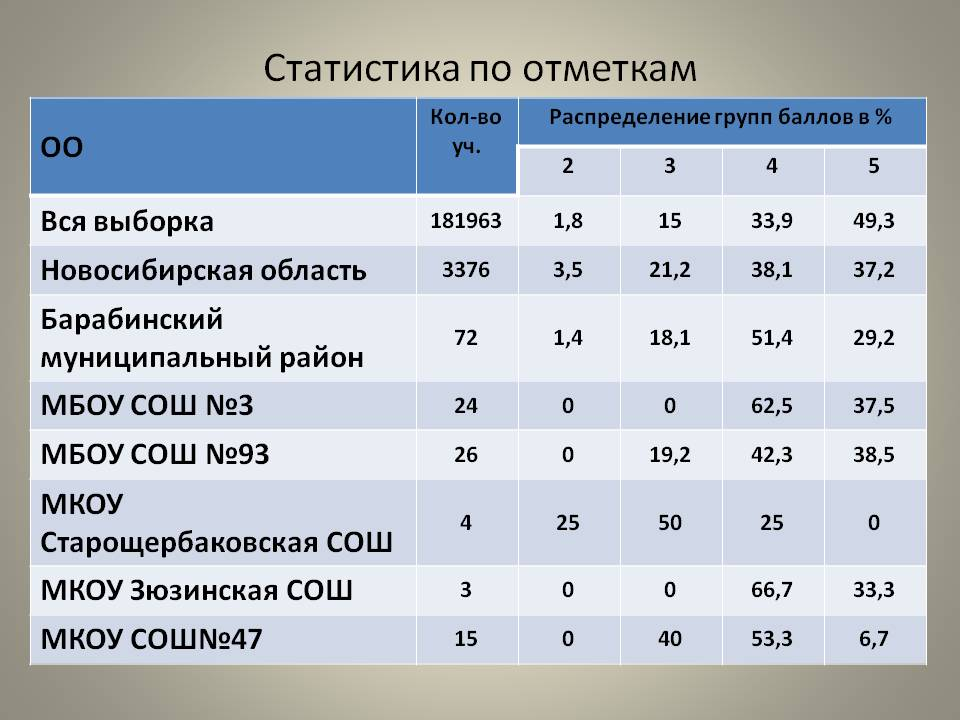 Статистика по отметкам
ОО
Кол-во
уч.
Распределение групп баллов в %
2 3 4 5
Вся выборка 181963 1,8 15 33,9 49,3
Новосибирская область 3376 3,5 21,2 38,1 37,2
Барабинский
муниципальный район 72 1,4 18,1 51,4 29,2
МБОУ СОШ №3 24 0 0 62,5 37,5
МБОУ СОШ №93 26 0 19,2 42,3 38,5
МКОУ
Старощербаковская СОШ 4 25 50 25 0
МКОУ Зюзинская СОШ 3 0 0 66,7 33,3
МКОУ СОШ№47 15 0 40 53,3 6,7